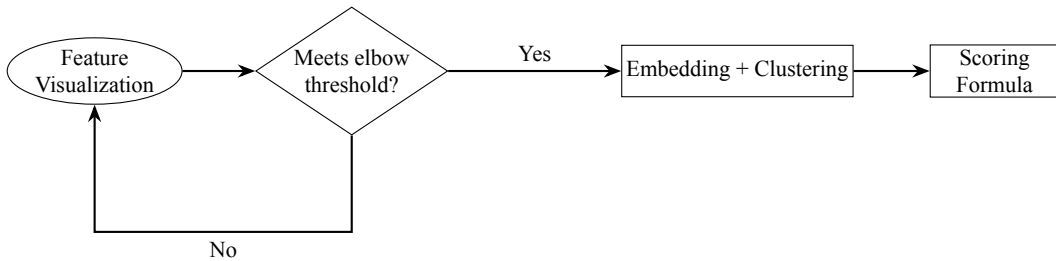 Feature
Visualization
Meets elbow
threshold?
Yes
Embedding + Clustering
Scoring
Formula
No